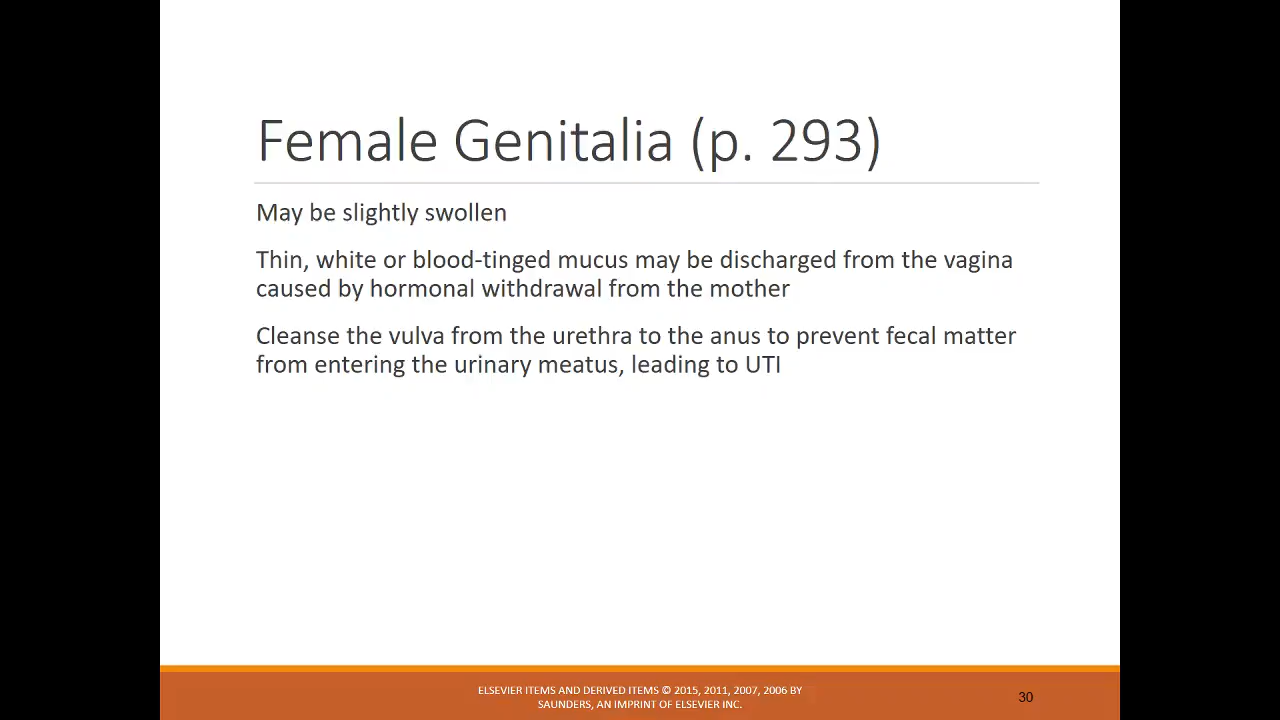 Female Genitalia (p. 293)
May be slightly swollen
Thin, white or blood-tinged mucus may be discharged from the vagina
caused by hormonal withdrawal from the mother
Cleanse the vulva from the urethra to the anus to prevent fecal matter
from entering the urinary meatus, leading to UTI
ELSEVIER ITEMS AND DERIVED ITEMS © 2015, 2011, 2007, 2006 BY
SAUNDERS, AN IMPRINT OF ELSEVIER INC.
30